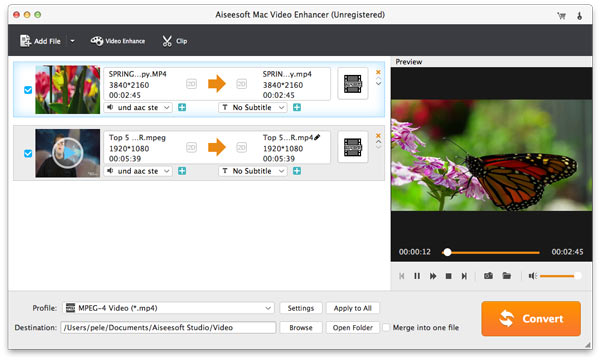 Aiseesoft Mac Video Enhancer (Unregistered)
Add File
Video Enhance
Clip
Preview
SPRING...py.MP4
3840*2160
00:02:45
2D
2D
SPRIN...y.mp4
3840*2160
00:02:45
und aac ste
T No Subtitle
Top 5 ...R.mpeg
1920*1080
00:05:39
2D
2D
Top 5 ...R.mp4
1920*1080
00:05:39
und aac ste
T No Subtitle
00:00:12
00:02:45
Profile:
MPEG-4 Video (*.mp4)
Settings
Apply to All
Destination:
/Users/pele/Documents/Aiseesoft Studio/Video
Browse
Open Folder
Merge into one file
Convert